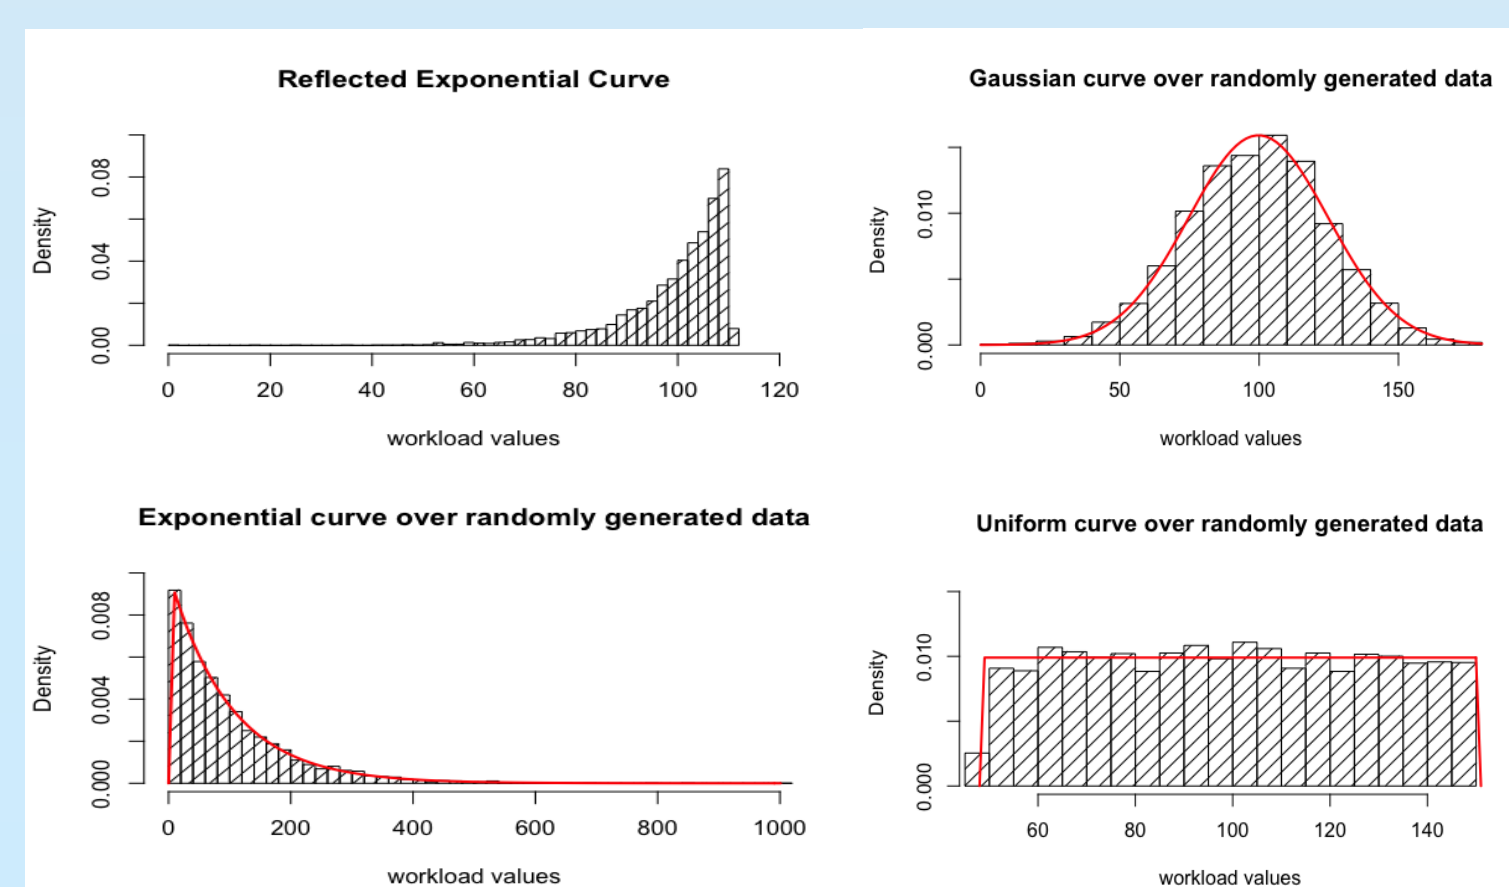 Reflected Exponential Curve
Density
0.00 0.04 0.08
0 20 40 60 80 100 120
workload values
Gaussian curve over randomly generated data
Density
0.000 0.010
0 50 100 150
workload values
Exponential curve over randomly generated data
Density
0.000 0.004 0.008
0 200 400 600 800 1000
workload values
Uniform curve over randomly generated data
Density
0.000 0.010
60 80 100 120 140
workload values